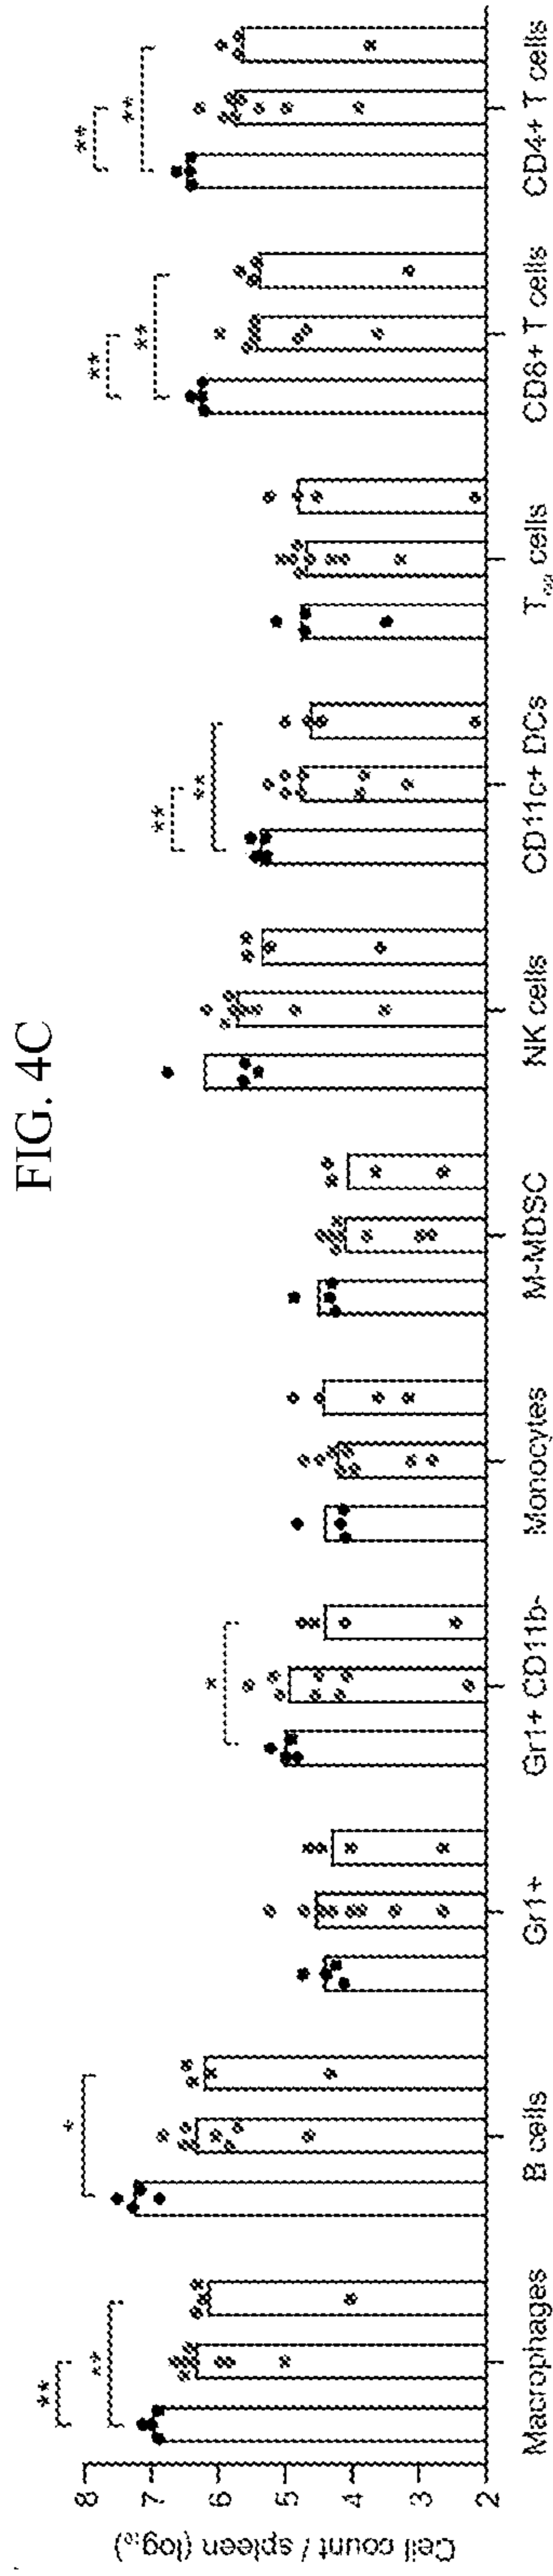 FIG. 4C
** ** * * ** ** ** ** ** **
Cell count / spleen (log₁₀)
8
7
6
5
4
3
2
Macrophages
B cells
Gr1+
Gr1+ CD11b-
Monocytes
M-MDSC
NK cells
CD11c+ DCs
T cells
CD8+ T cells
CD4+ T cells